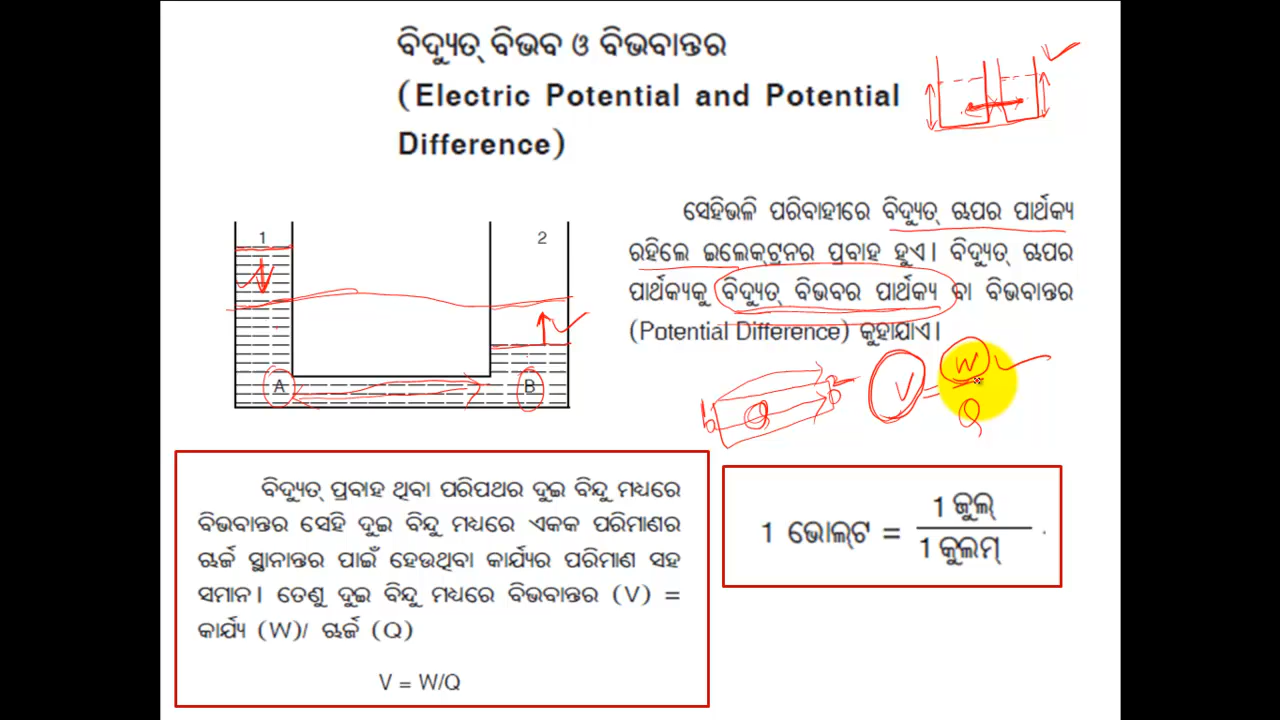 ବିଦ୍ୟୁତ୍ ବିଭବ ଓ ବିଭବାନ୍ତର
(Electric Potential and Potential
Difference)
1
2
A
B
ସେହିଭଳି ପରିବାହୀରେ ବିଦ୍ୟୁତ୍ ଋପର ପାର୍ଥକ୍ୟ
ରହିଲେ ଇଲେକ୍ଟ୍ରନର ପ୍ରବାହ ହୁଏ। ବିଦ୍ୟୁତ୍ ଋପର
ପାର୍ଥକ୍ୟକୁ ବିଦ୍ୟୁତ୍ ବିଭବର ପାର୍ଥକ୍ୟ ବା ବିଭବାନ୍ତର
(Potential Difference) କୁହାଯାଏ।
Q
V = W
Q
ବିଦ୍ୟୁତ୍ ପ୍ରବାହ ଥିବା ପରିପଥର ଦୁଇ ବିନ୍ଦୁ ମଧ୍ୟରେ
ବିଭବାନ୍ତର ସେହି ଦୁଇ ବିନ୍ଦୁ ମଧ୍ୟରେ ଏକକ ପରିମାଣର
ଋର୍ଜ ସ୍ଥାନାନ୍ତର ପାଇଁ ହେଉଥିବା କାର୍ଯ୍ୟର ପରିମାଣ ସହ
ସମାନ। ତେଣୁ ଦୁଇ ବିନ୍ଦୁ ମଧ୍ୟରେ ବିଭବାନ୍ତର (V) =
କାର୍ଯ୍ୟ (W)/ ଋର୍ଜ (Q)
V = W/Q
1 ଭୋଲ୍‌ଟ = 1 ଜୁଲ୍
1 କୁଲମ୍